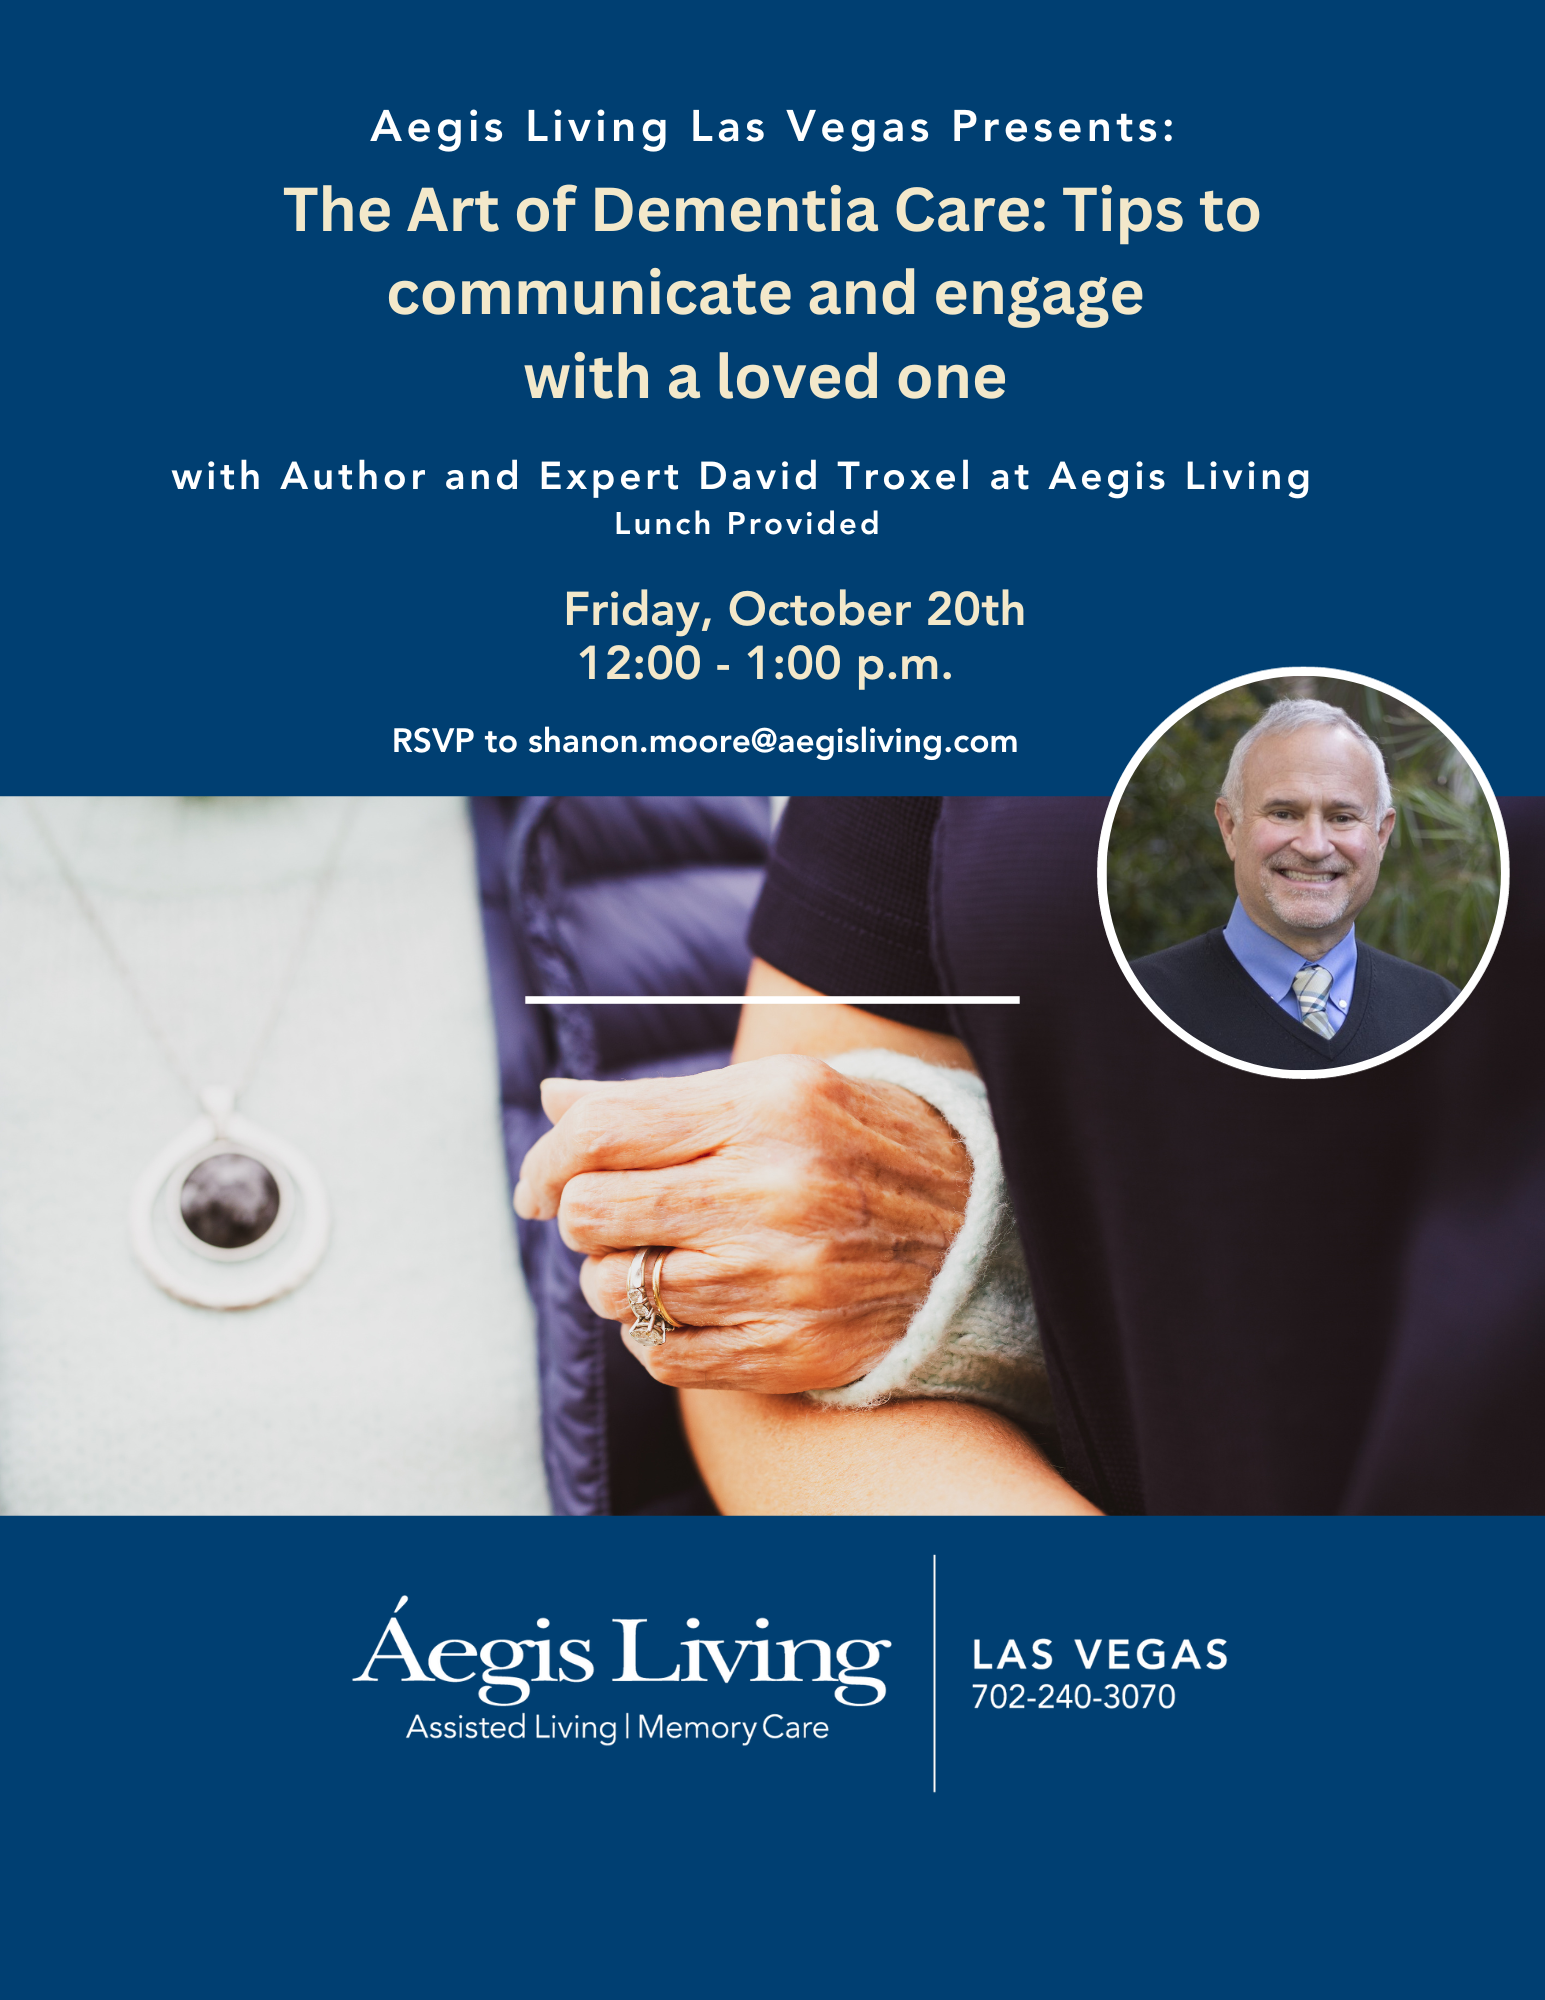 Aegis Living Las Vegas Presents:
The Art of Dementia Care: Tips to
communicate and engage
with a loved one
with Author and Expert David Troxel at Aegis Living
Lunch Provided
Friday, October 20th
12:00 - 1:00 p.m.
RSVP to shanon.moore@aegisliving.com
Áegis Living
Assisted Living | Memory Care
LAS VEGAS
702-240-3070